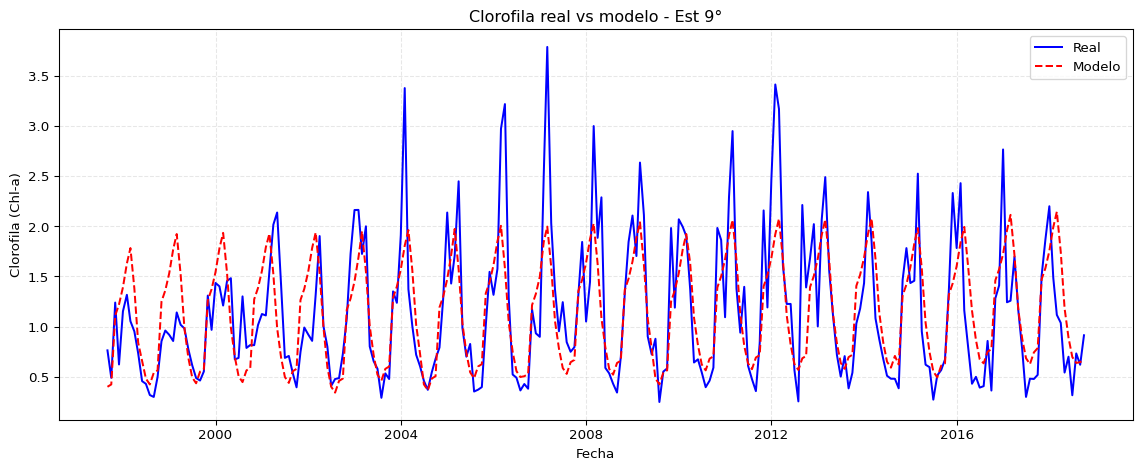 Clorofila real vs modelo - Est 9°
Real
Modelo
3.5
3.0
2.5
2.0
1.5
1.0
0.5
Clorofila (Chl-a)
2000
2004
2008
2012
2016
Fecha